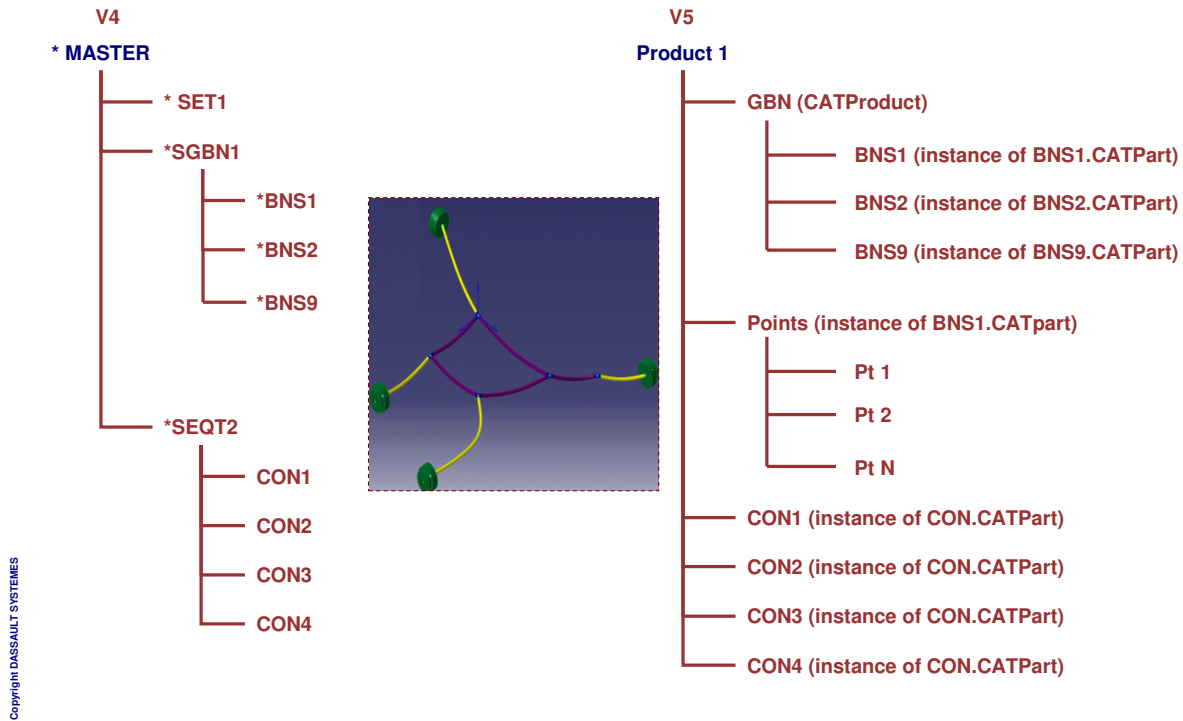 V4
* MASTER
* SET1
*SGBN1
*BNS1
*BNS2
*BNS9
*SEQT2
CON1
CON2
CON3
CON4
V5
Product 1
GBN (CATProduct)
BNS1 (instance of BNS1.CATPart)
BNS2 (instance of BNS2.CATPart)
BNS9 (instance of BNS9.CATPart)
Points (instance of BNS1.CATpart)
Pt 1
Pt 2
Pt N
CON1 (instance of CON.CATPart)
CON2 (instance of CON.CATPart)
CON3 (instance of CON.CATPart)
CON4 (instance of CON.CATPart)
Copyright DASSAULT SYSTEMES